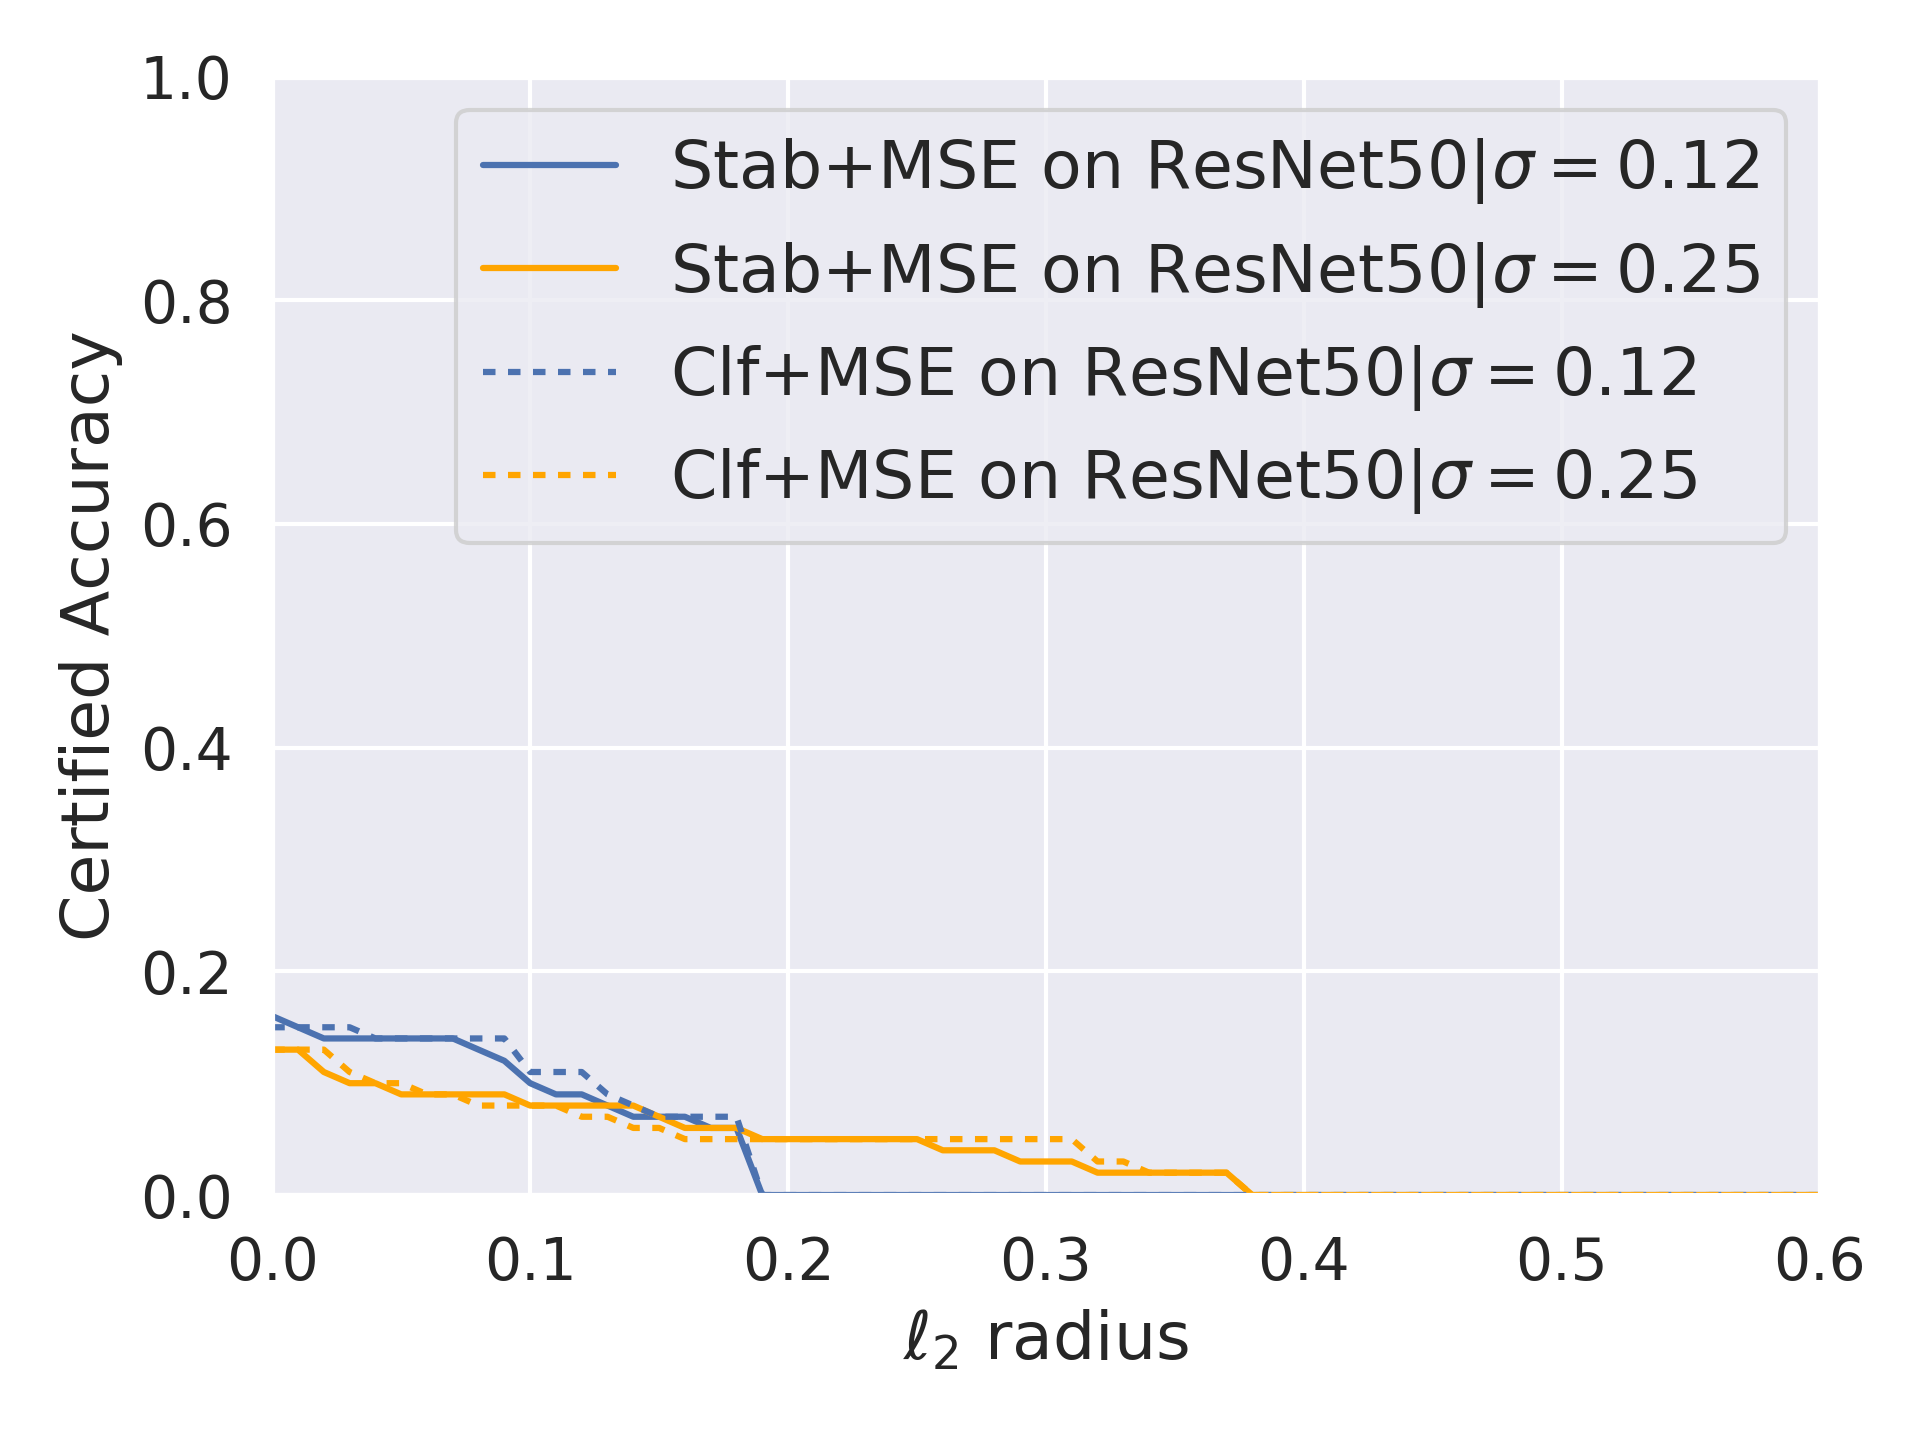 1.0
0.8
0.6
0.4
0.2
0.0
Certified Accuracy
Stab+MSE on ResNet50|σ = 0.12
Stab+MSE on ResNet50|σ = 0.25
Clf+MSE on ResNet50|σ = 0.12
Clf+MSE on ResNet50|σ = 0.25
0.0 0.1 0.2 0.3 0.4 0.5 0.6
ℓ₂ radius